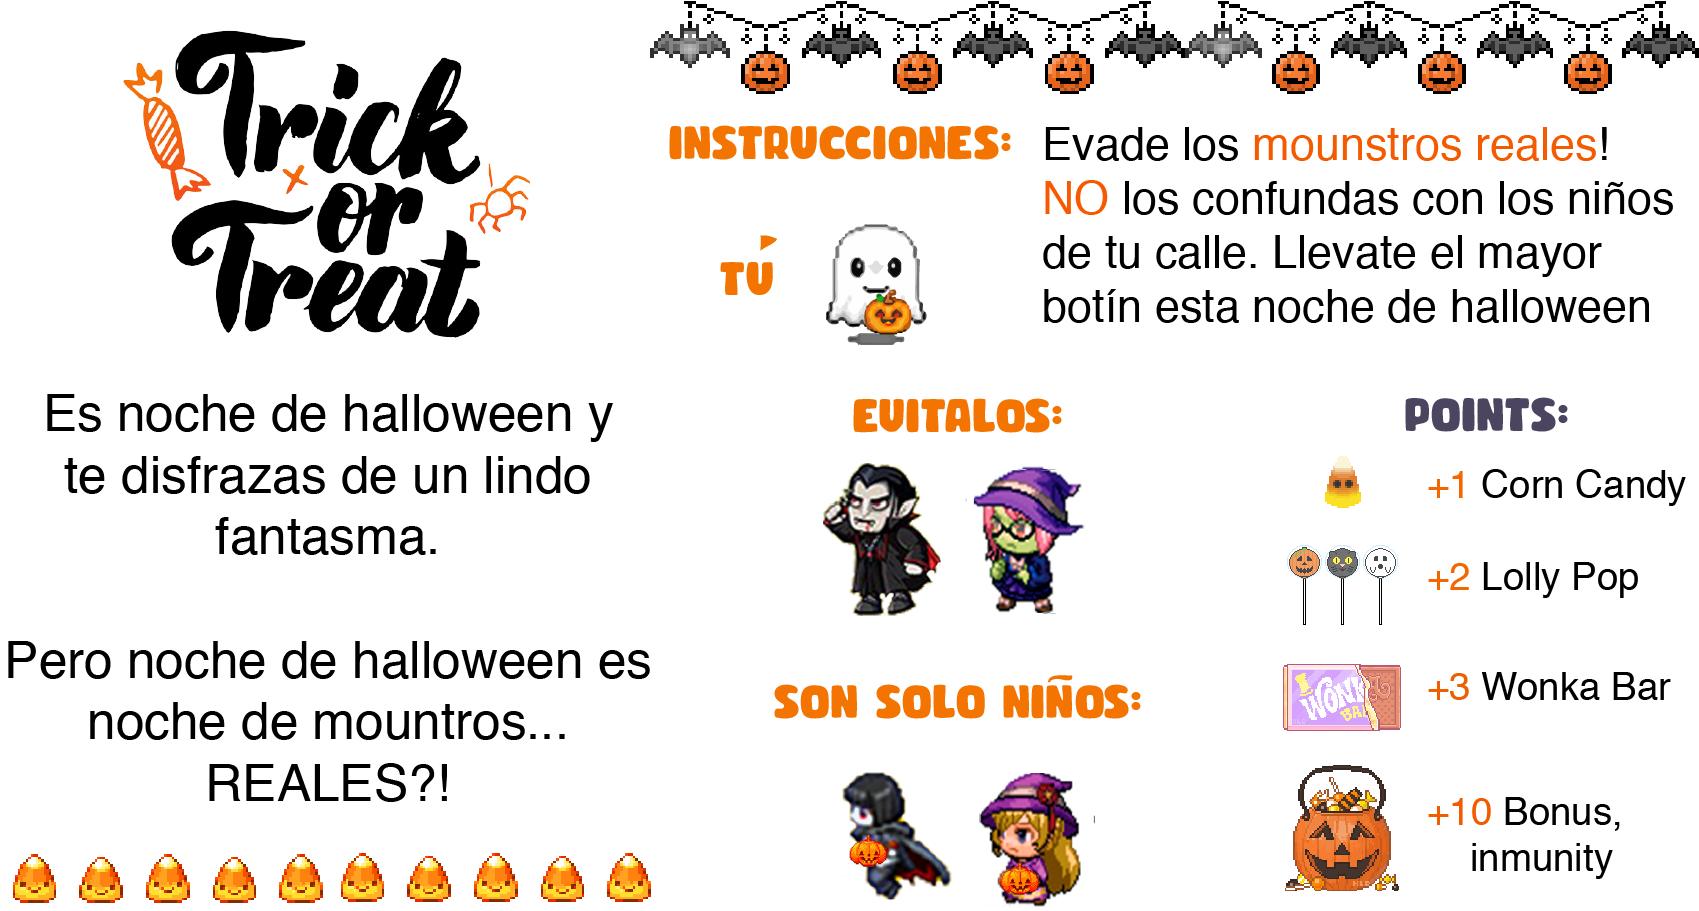 Trick
or
Treat
Es noche de halloween y
te disfrazas de un lindo
fantasma.
Pero noche de halloween es
noche de mountros...
REALES?!
INSTRUCCIONES:
Evade los mounstros reales!
NO los confundas con los niños
de tu calle. Llevate el mayor
botín esta noche de halloween
TÚ
EVITALOS:
SON SOLO NIÑOS:
POINTS:
+1 Corn Candy
+2 Lolly Pop
WONKA
BAR
+3 Wonka Bar
+10 Bonus,
inmunity